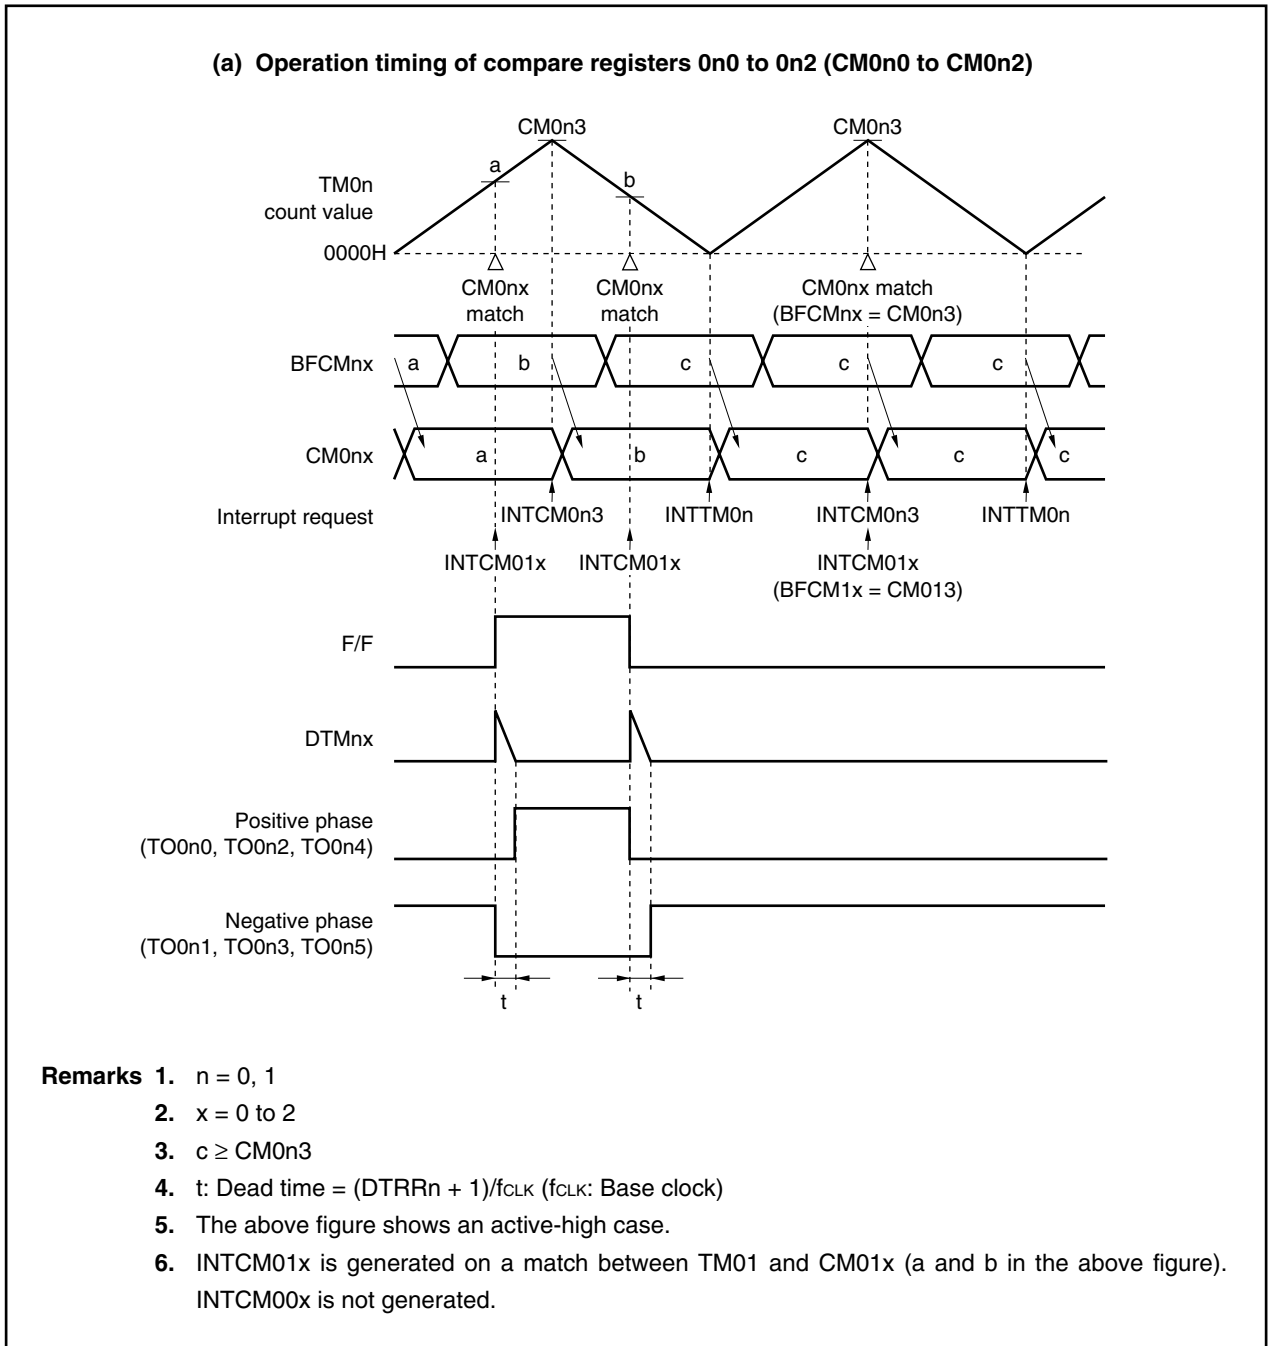 (a) Operation timing of compare registers 0n0 to 0n2 (CM0n0 to CM0n2)
CM0n3
CM0n3
a
b
TM0n
count value
0000H
CM0nx
match
CM0nx
match
CM0nx match
(BFCMnx = CM0n3)
BFCMnx
a
b
c
c
c
CM0nx
a
b
c
c
c
Interrupt request
INTCM0n3
INTTM0n
INTCM0n3
INTTM0n
INTCM01x
INTCM01x
INTCM01x
(BFCM1x = CM013)
F/F
DTMnx
Positive phase
(TO0n0, TO0n2, TO0n4)
Negative phase
(TO0n1, TO0n3, TO0n5)
t
t
Remarks 1. n = 0, 1
2. x = 0 to 2
3. c ≥ CM0n3
4. t: Dead time = (DTRRn + 1)/fCLK (fCLK: Base clock)
5. The above figure shows an active-high case.
6. INTCM01x is generated on a match between TM01 and CM01x (a and b in the above figure).
INTCM00x is not generated.